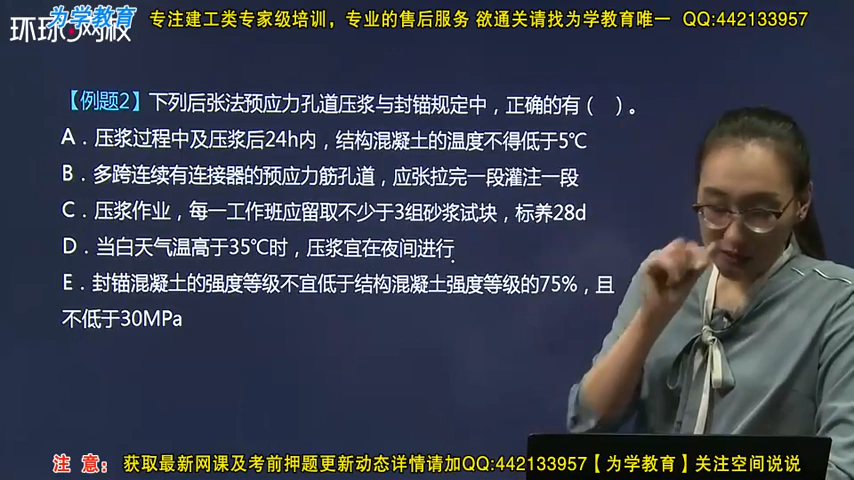 为学教育 专注建工类专家级培训，专业的售后服务 欲通关请找为学教育唯一 QQ:442133957
环球网校
【例题2】下列后张法预应力孔道压浆与封锚规定中，正确的有（ ）。
A．压浆过程中及压浆后24h内，结构混凝土的温度不得低于5℃
B．多跨连续有连接器的预应力筋孔道，应张拉完一段灌注一段
C．压浆作业，每一工作班应留取不少于3组砂浆试块，标养28d
D．当白天气温高于35℃时，压浆宜在夜间进行
E．封锚混凝土的强度等级不宜低于结构混凝土强度等级的75%，且
不低于30MPa
注 意： 获取最新网课及考前押题更新动态详情请加QQ:442133957【为学教育】关注空间说说